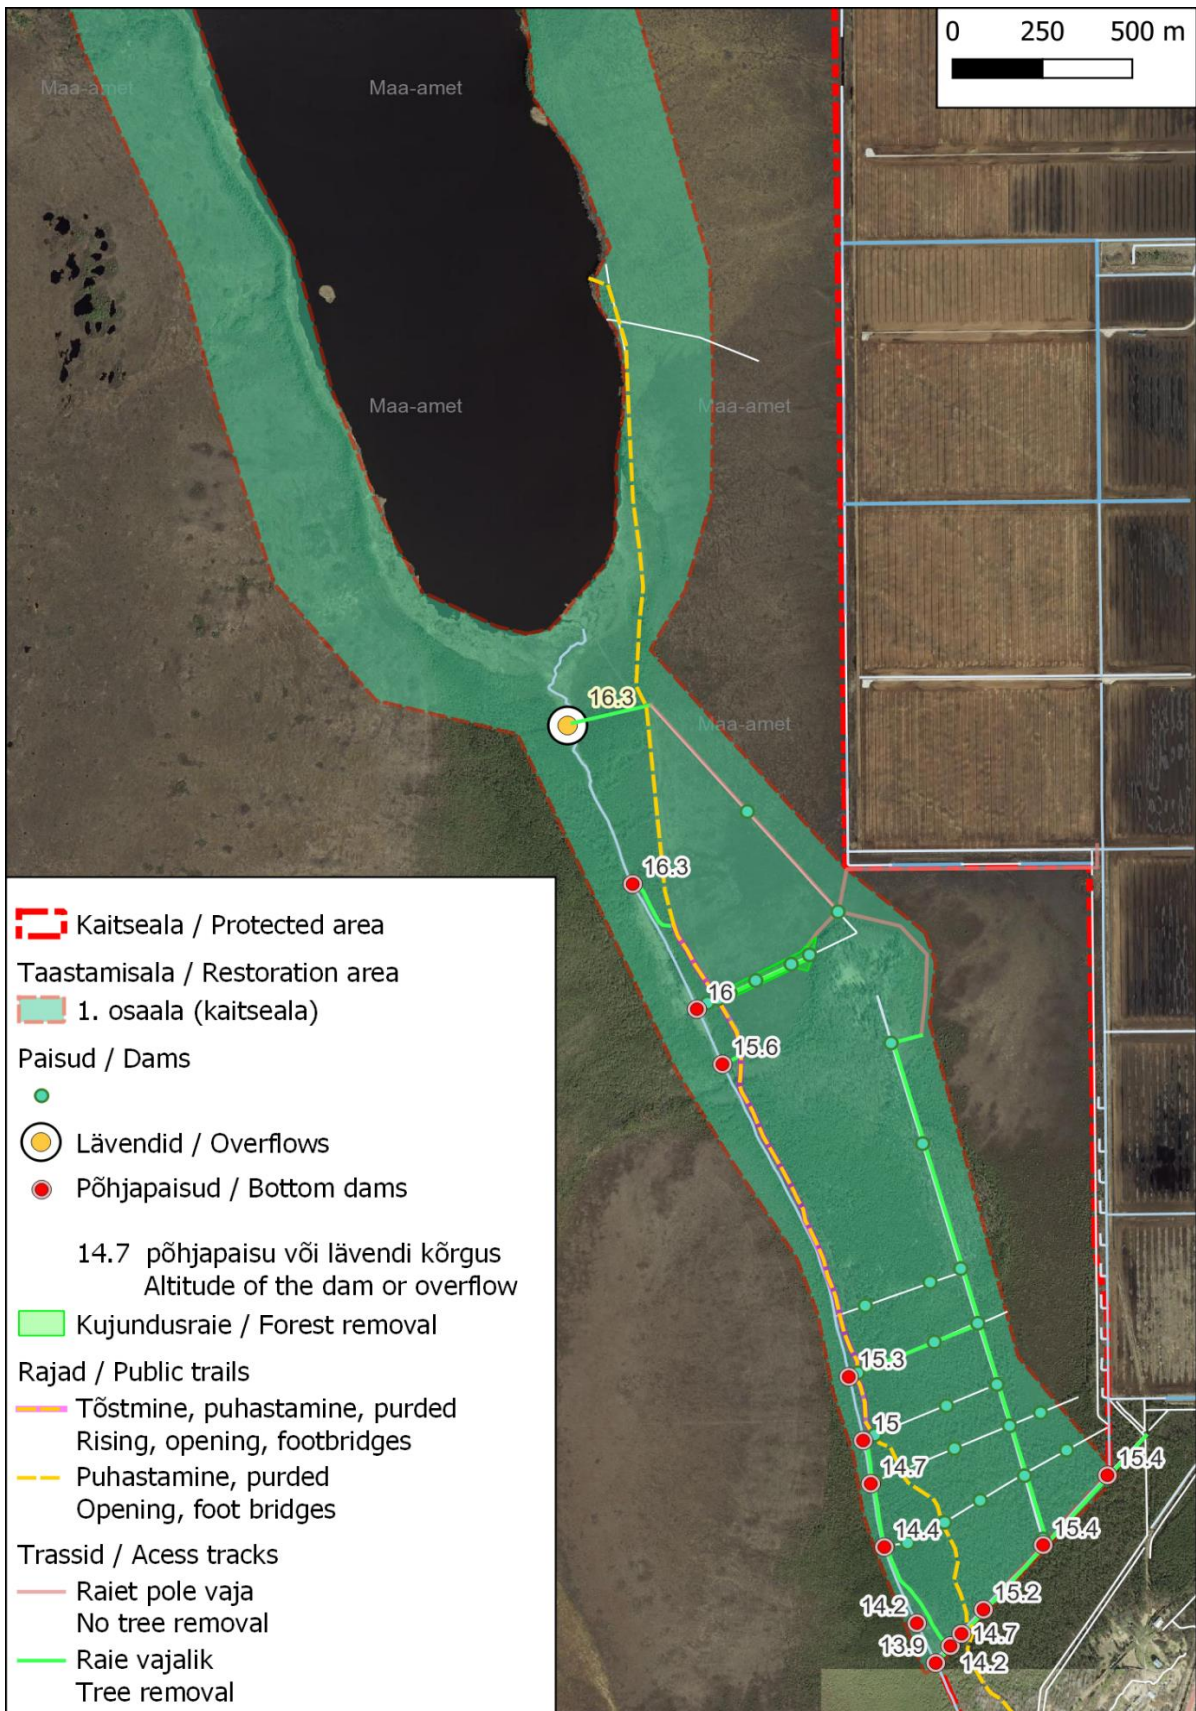 0 250 500 m
Maa-amet Maa-amet
Maa-amet Maa-amet
16.3
Maa-amet
16.3
16
15.6
15.3
15
14.7
15.4
14.4
15.4
15.2
14.2
14.7
13.9
14.2
Kaitseala / Protected area
Taastamisala / Restoration area
1. osaala (kaitseala)
Paisud / Dams
Lävendid / Overflows
Põhjapaisud / Bottom dams
14.7 põhjapaisu või lävendi kõrgus
Altitude of the dam or overflow
Kujundusraie / Forest removal
Rajad / Public trails
Tõstmine, puhastamine, purded
Rising, opening, footbridges
Puhastamine, purded
Opening, foot bridges
Trassid / Acess tracks
Raiet pole vaja
No tree removal
Raie vajalik
Tree removal